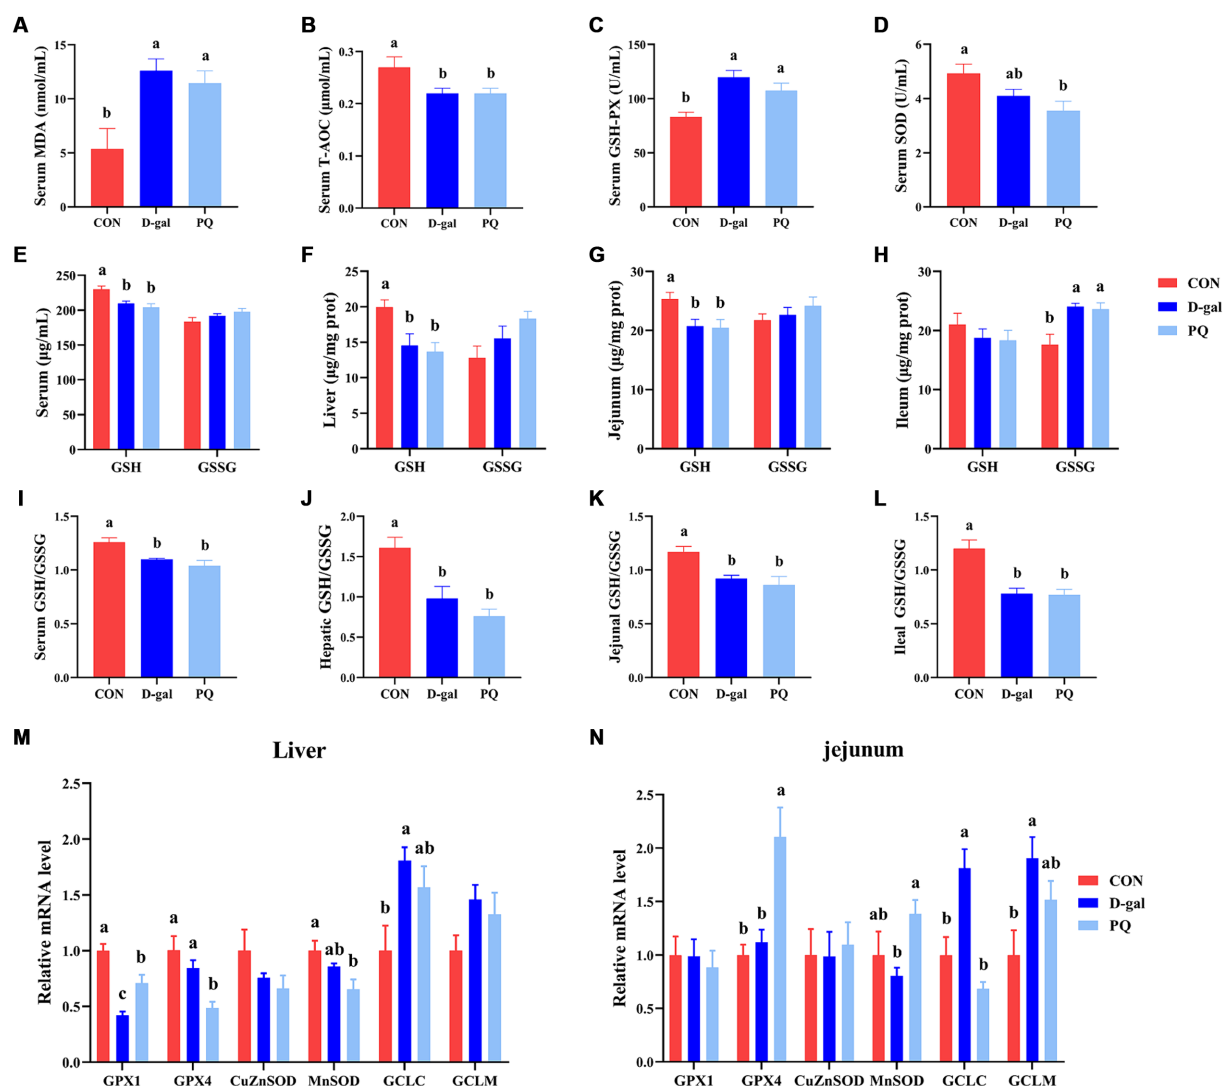 A
B
C
D
Serum MDA (nmol/mL)
15
10
5
0
b
a
a
CON
D-gal
PQ
Serum T-AOC (μmol/mL)
0.3
0.2
0.1
0.0
a
b
b
CON
D-gal
PQ
Serum GSH-PX (U/mL)
150
100
50
0
b
a
a
CON
D-gal
PQ
Serum SOD (U/mL)
6
4
2
0
a
ab
b
CON
D-gal
PQ
E
F
G
H
Serum (μg/mL)
250
200
150
100
50
0
a
b
b
GSH
GSSG
Liver (μg/mg prot)
25
20
15
10
5
0
a
b
b
GSH
GSSG
Jejunum (μg/mg prot)
30
20
10
0
a
b
b
GSH
GSSG
Ileum (μg/mg prot)
30
20
10
0
b
a
a
GSH
GSSG
CON
D-gal
PQ
I
J
K
L
Serum GSH/GSSG
1.5
1.0
0.5
0.0
a
b
b
CON
D-gal
PQ
Hepatic GSH/GSSG
2.0
1.5
1.0
0.5
0.0
a
b
b
CON
D-gal
PQ
Jejunal GSH/GSSG
1.5
1.0
0.5
0.0
a
b
b
CON
D-gal
PQ
Ileal GSH/GSSG
1.5
1.0
0.5
0.0
a
b
b
CON
D-gal
PQ
M
Liver
Relative mRNA level
2.5
2.0
1.5
1.0
0.5
0.0
a
c
b
a
a
b
a
ab
b
b
a
ab
GPX1
GPX4
CuZnSOD
MnSOD
GCLC
GCLM
N
jejunum
Relative mRNA level
2.5
2.0
1.5
1.0
0.5
0.0
b
b
a
ab
b
a
b
a
b
b
a
ab
GPX1
GPX4
CuZnSOD
MnSOD
GCLC
GCLM
CON
D-gal
PQ